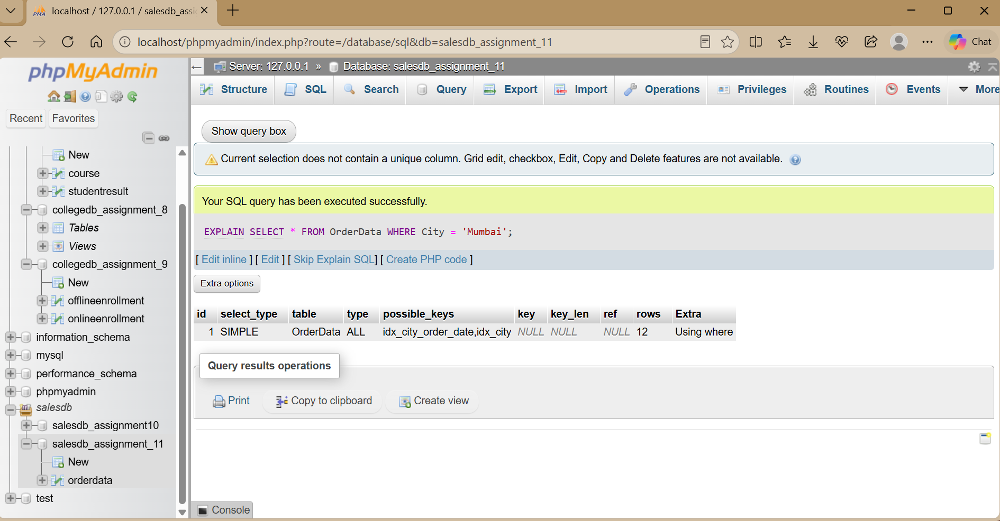 localhost / 127.0.0.1 / salesdb_assi
localhost/phpmyadmin/index.php?route=/database/sql&db=salesdb_assignment_11
Chat
phpMyAdmin
Recent
Favorites
New
course
studentresult
collegedb_assignment_8
Tables
Views
collegedb_assignment_9
New
offlineenrollment
onlineenrollment
information_schema
mysql
performance_schema
phpmyadmin
salesdb
salesdb_assignment10
salesdb_assignment_11
New
orderdata
test
Server: 127.0.0.1 » Database: salesdb_assignment_11
Structure SQL Search Query Export Import Operations Privileges Routines Events More
Show query box
Current selection does not contain a unique column. Grid edit, checkbox, Edit, Copy and Delete features are not available.
Your SQL query has been executed successfully.
EXPLAIN SELECT * FROM OrderData WHERE City = 'Mumbai';
[ Edit inline ] [ Edit ] [ Skip Explain SQL] [ Create PHP code ]
Extra options
id select_type table type possible_keys key key_len ref rows Extra
1 SIMPLE OrderData ALL idx_city_order_date,idx_city NULL NULL NULL 12 Using where
Query results operations
Print Copy to clipboard Create view
Console